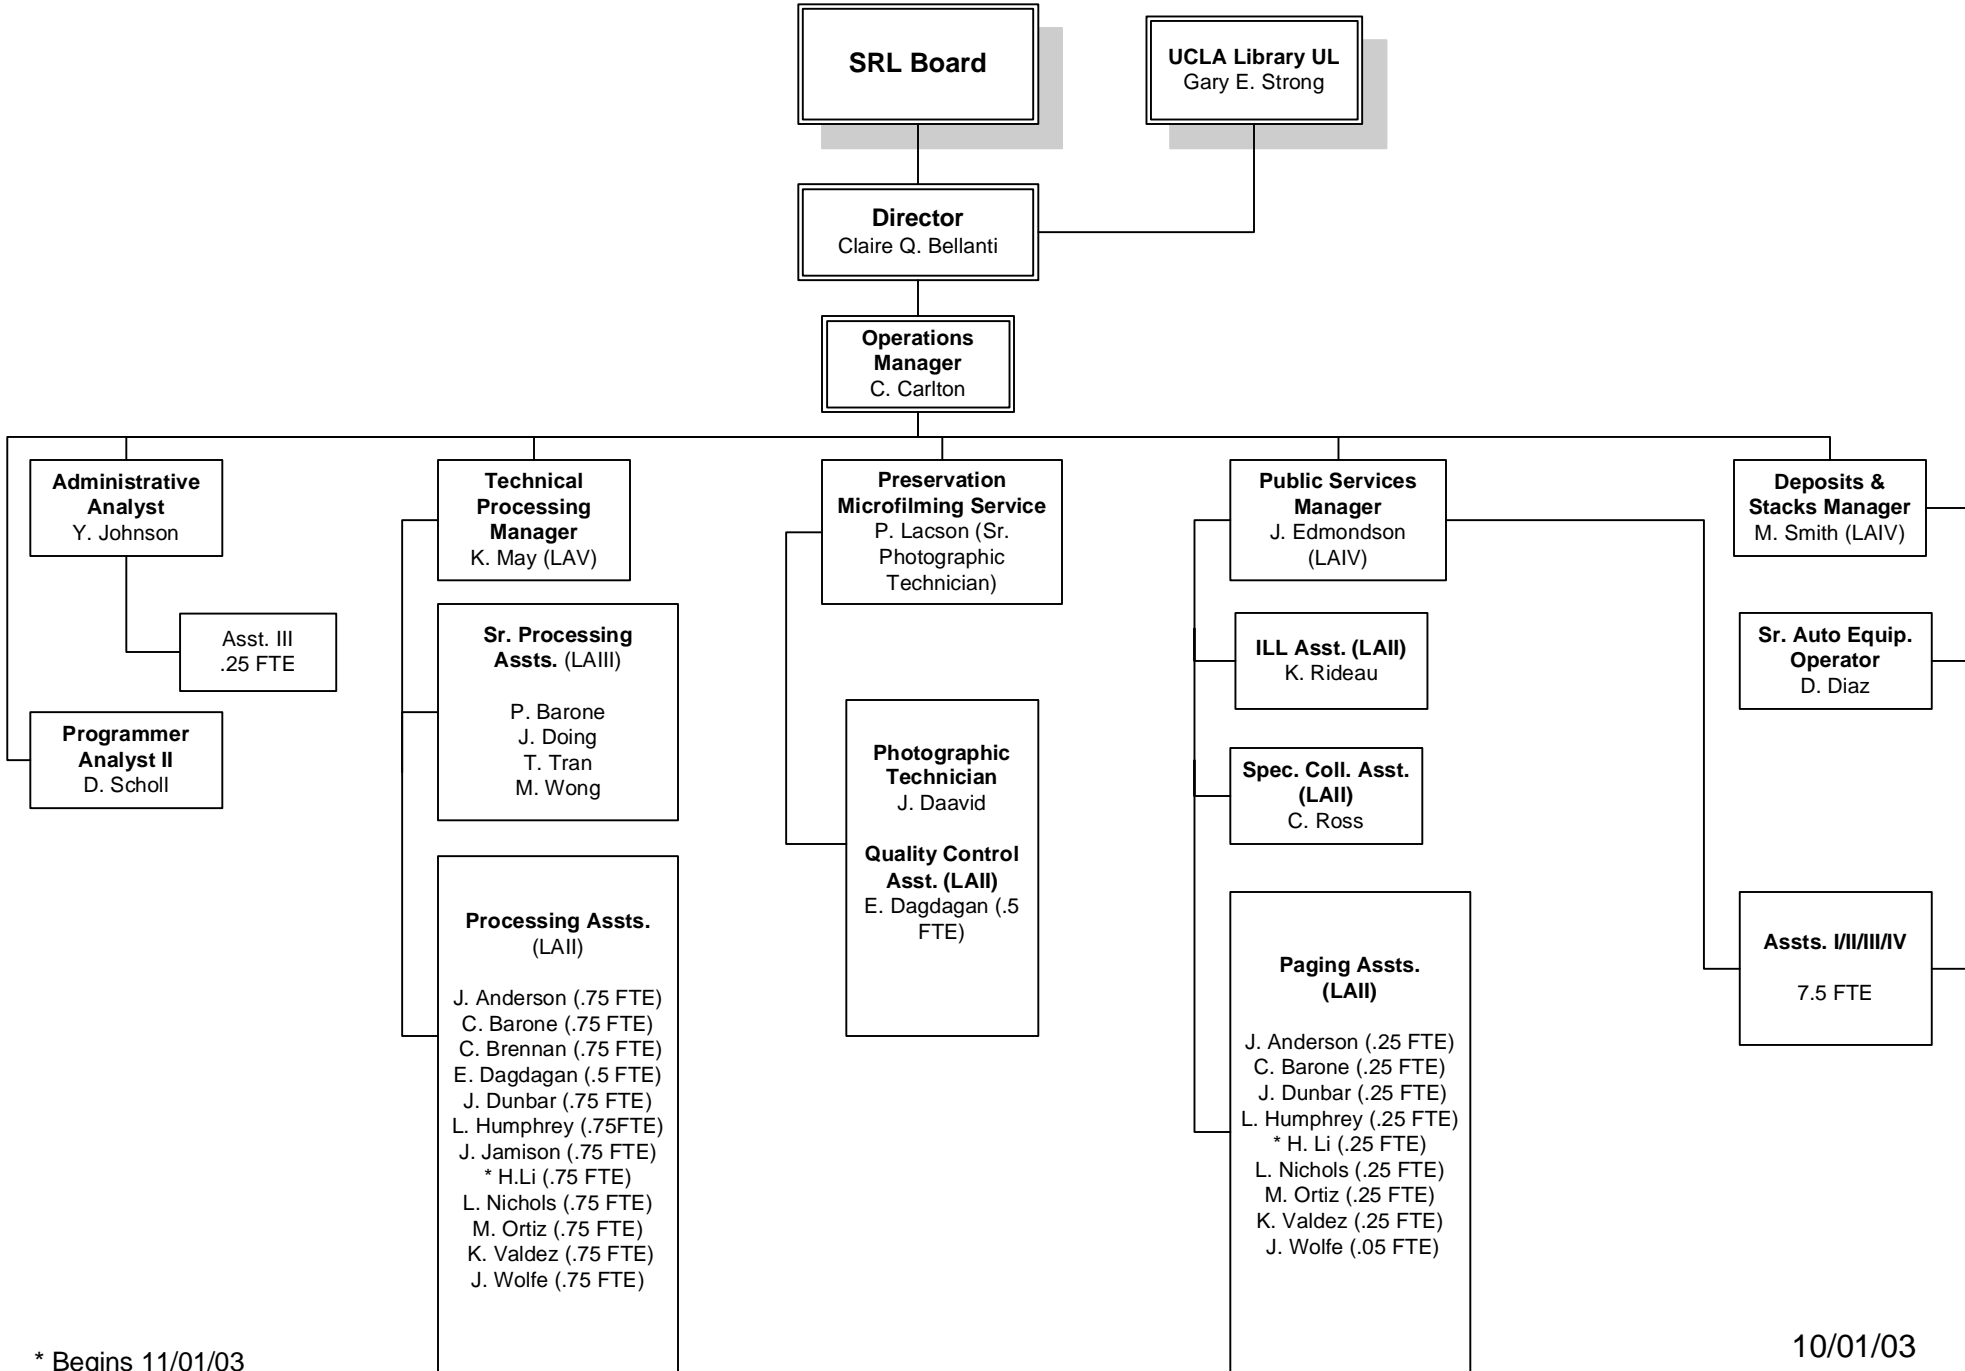 SRL Board
UCLA Library UL
Gary E. Strong
Director
Claire Q. Bellanti
Operations
Manager
C. Carlton
Administrative
Analyst
Y. Johnson
Asst. III
.25 FTE
Programmer
Analyst II
D. Scholl
Technical
Processing
Manager
K. May (LAV)
Sr. Processing
Assts. (LAIII)
P. Barone
J. Doing
T. Tran
M. Wong
Processing Assts.
(LAII)
J. Anderson (.75 FTE)
C. Barone (.75 FTE)
C. Brennan (.75 FTE)
E. Dagdagan (.5 FTE)
J. Dunbar (.75 FTE)
L. Humphrey (.75FTE)
J. Jamison (.75 FTE)
* H.Li (.75 FTE)
L. Nichols (.75 FTE)
M. Ortiz (.75 FTE)
K. Valdez (.75 FTE)
J. Wolfe (.75 FTE)
Preservation
Microfilming Service
P. Lacson (Sr.
Photographic
Technician)
Photographic
Technician
J. Daavid
Quality Control
Asst. (LAII)
E. Dagdagan (.5
FTE)
Public Services
Manager
J. Edmondson
(LAIV)
ILL Asst. (LAII)
K. Rideau
Spec. Coll. Asst.
(LAII)
C. Ross
Paging Assts.
(LAII)
J. Anderson (.25 FTE)
C. Barone (.25 FTE)
J. Dunbar (.25 FTE)
L. Humphrey (.25 FTE)
* H. Li (.25 FTE)
L. Nichols (.25 FTE)
M. Ortiz (.25 FTE)
K. Valdez (.25 FTE)
J. Wolfe (.05 FTE)
Deposits &
Stacks Manager
M. Smith (LAIV)
Sr. Auto Equip.
Operator
D. Diaz
Assts. I/II/III/IV
7.5 FTE
* Begins 11/01/03
10/01/03